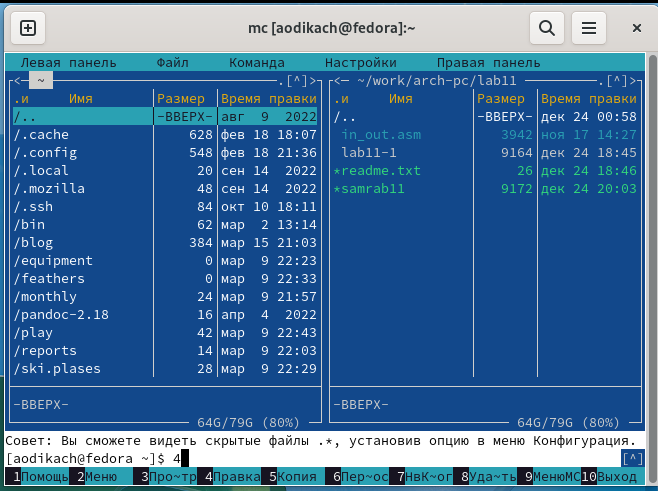 mc [aodikach@fedora]:~
Левая панель Файл Команда Настройки Правая панель
<─ ~ .[^]> <─ ~/work/arch-pc/lab11 .[^]>
.и Имя Размер Время правки .и Имя Размер Время правки
/.. -ВВЕРХ- авг 9 2022 /.. -ВВЕРХ- дек 24 00:58
/.cache 628 фев 18 18:07 in_out.asm 3942 ноя 17 14:27
/.config 548 фев 18 21:36 lab11-1 9164 дек 24 18:45
/.local 20 сен 14 2022 *readme.txt 26 дек 24 18:46
/.mozilla 48 сен 14 2022 *samrab11 9172 дек 24 20:03
/.ssh 84 окт 10 18:11
/bin 62 мар 2 13:14
/blog 384 мар 15 21:03
/equipment 0 мар 9 22:23
/feathers 0 мар 9 22:33
/monthly 24 мар 9 21:57
/pandoc-2.18 16 апр 4 2022
/play 42 мар 9 22:43
/reports 14 мар 9 22:03
/ski.plases 28 мар 9 22:29
-ВВЕРХ- -ВВЕРХ-
64G/79G (80%) 64G/79G (80%)
Совет: Вы сможете видеть скрытые файлы .*, установив опцию в меню Конфигурация.
[aodikach@fedora ~]$ 4 [^]
1Помощь 2Меню 3Про~тр 4Правка 5Копия 6Пер~ос 7НвК~ог 8Уда~ть 9МенюMC 10Выход